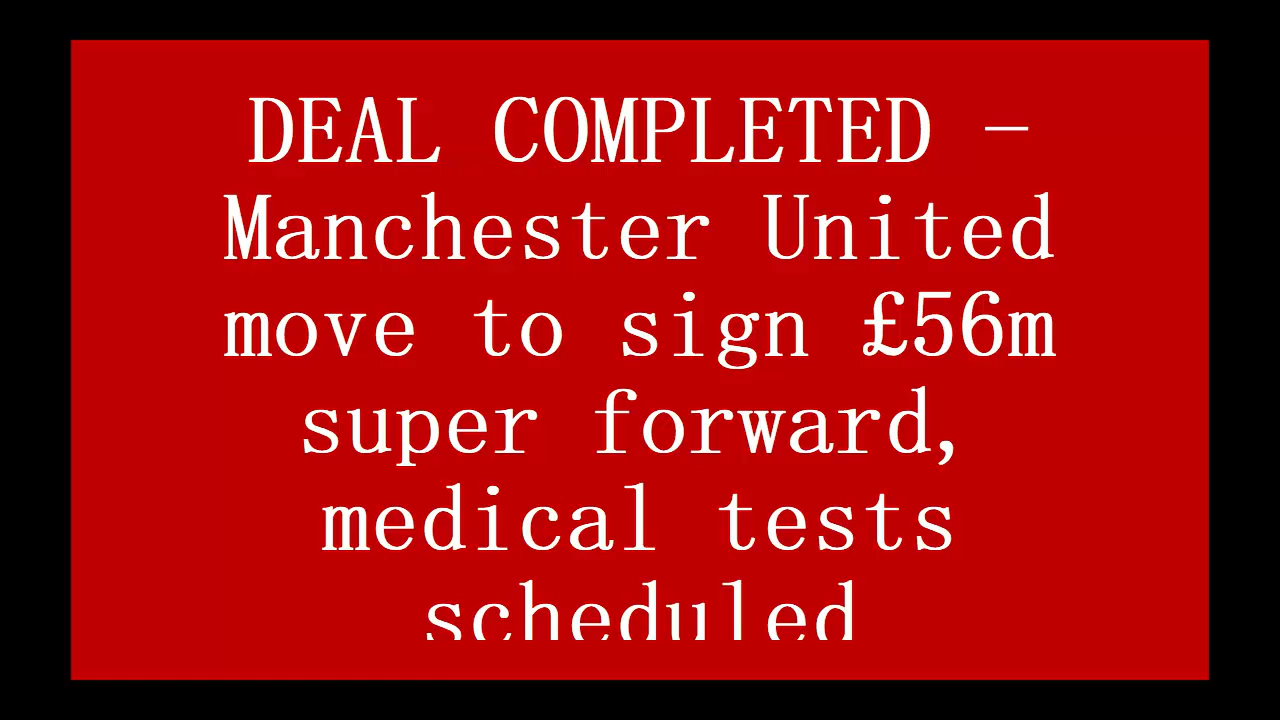 DEAL COMPLETED –
Manchester United
move to sign £56m
super forward,
medical tests
scheduled